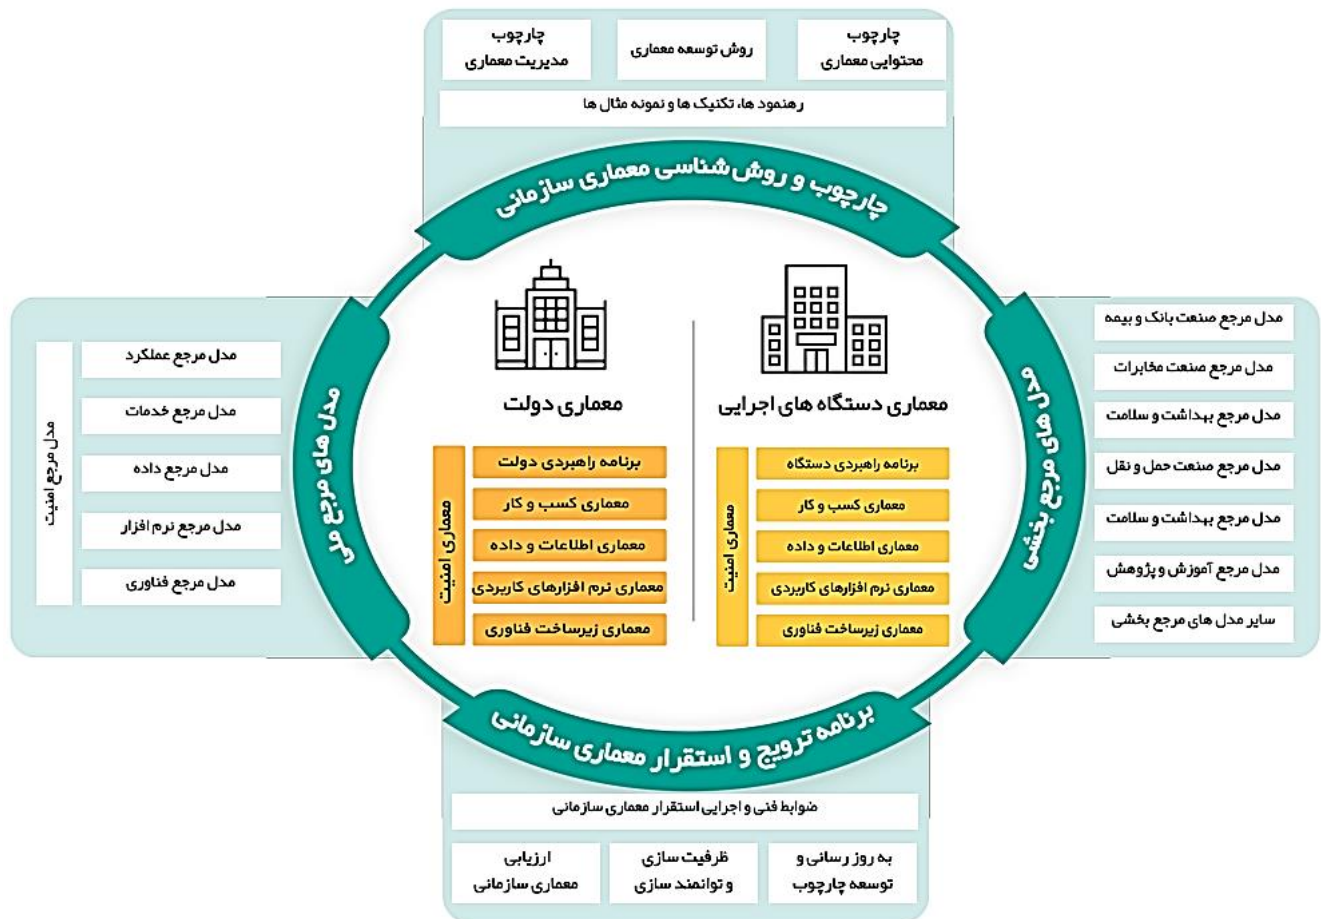 چارچوب
محتوایی معماری
روش توسعه معماری
چارچوب
مدیریت معماری
رهنمود ها، تکنیک ها و نمونه مثال ها
چارچوب و روش شناسی معماری سازمانی
مدل های مرجع بخشی
مدل مرجع صنعت بانک و بیمه
مدل مرجع صنعت مخابرات
مدل مرجع بهداشت و سلامت
مدل مرجع صنعت حمل و نقل
مدل مرجع بهداشت و سلامت
مدل مرجع آموزش و پژوهش
سایر مدل های مرجع بخشی
معماری دستگاه های اجرایی
برنامه راهبردی دستگاه
معماری کسب و کار
معماری اطلاعات و داده
معماری نرم افزارهای کاربردی
معماری زیرساخت فناوری
معماری امنیت
معماری دولت
برنامه راهبردی دولت
معماری کسب و کار
معماری اطلاعات و داده
معماری نرم افزارهای کاربردی
معماری زیرساخت فناوری
معماری امنیت
مدل های مرجع ملی
مدل مرجع عملکرد
مدل مرجع خدمات
مدل مرجع داده
مدل مرجع نرم افزار
مدل مرجع فناوری
مدل مرجع امنیت
برنامه ترویج و استقرار معماری سازمانی
ضوابط فنی و اجرایی استقرار معماری سازمانی
به روز رسانی و
توسعه چارچوب
ظرفیت سازی
و توانمند سازی
ارزیابی
معماری سازمانی